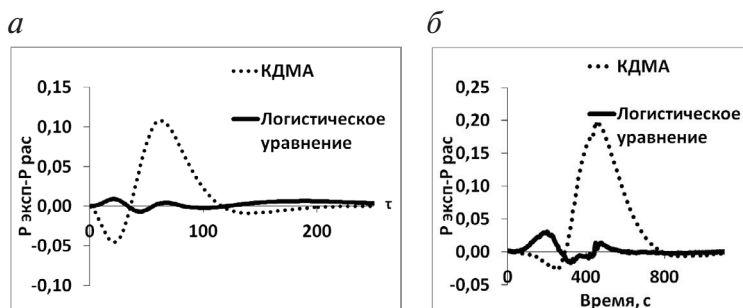 а
КДМА
Логистическое
уравнение
Р эксп-Р рас
0,15
0,10
0,05
0,00
-0,05
-0,10
0
100
200
τ
б
КДМА
Логистическое
уравнение
Р эксп-Р рас
0,25
0,20
0,15
0,10
0,05
0,00
-0,05
0
400
800
Время, с